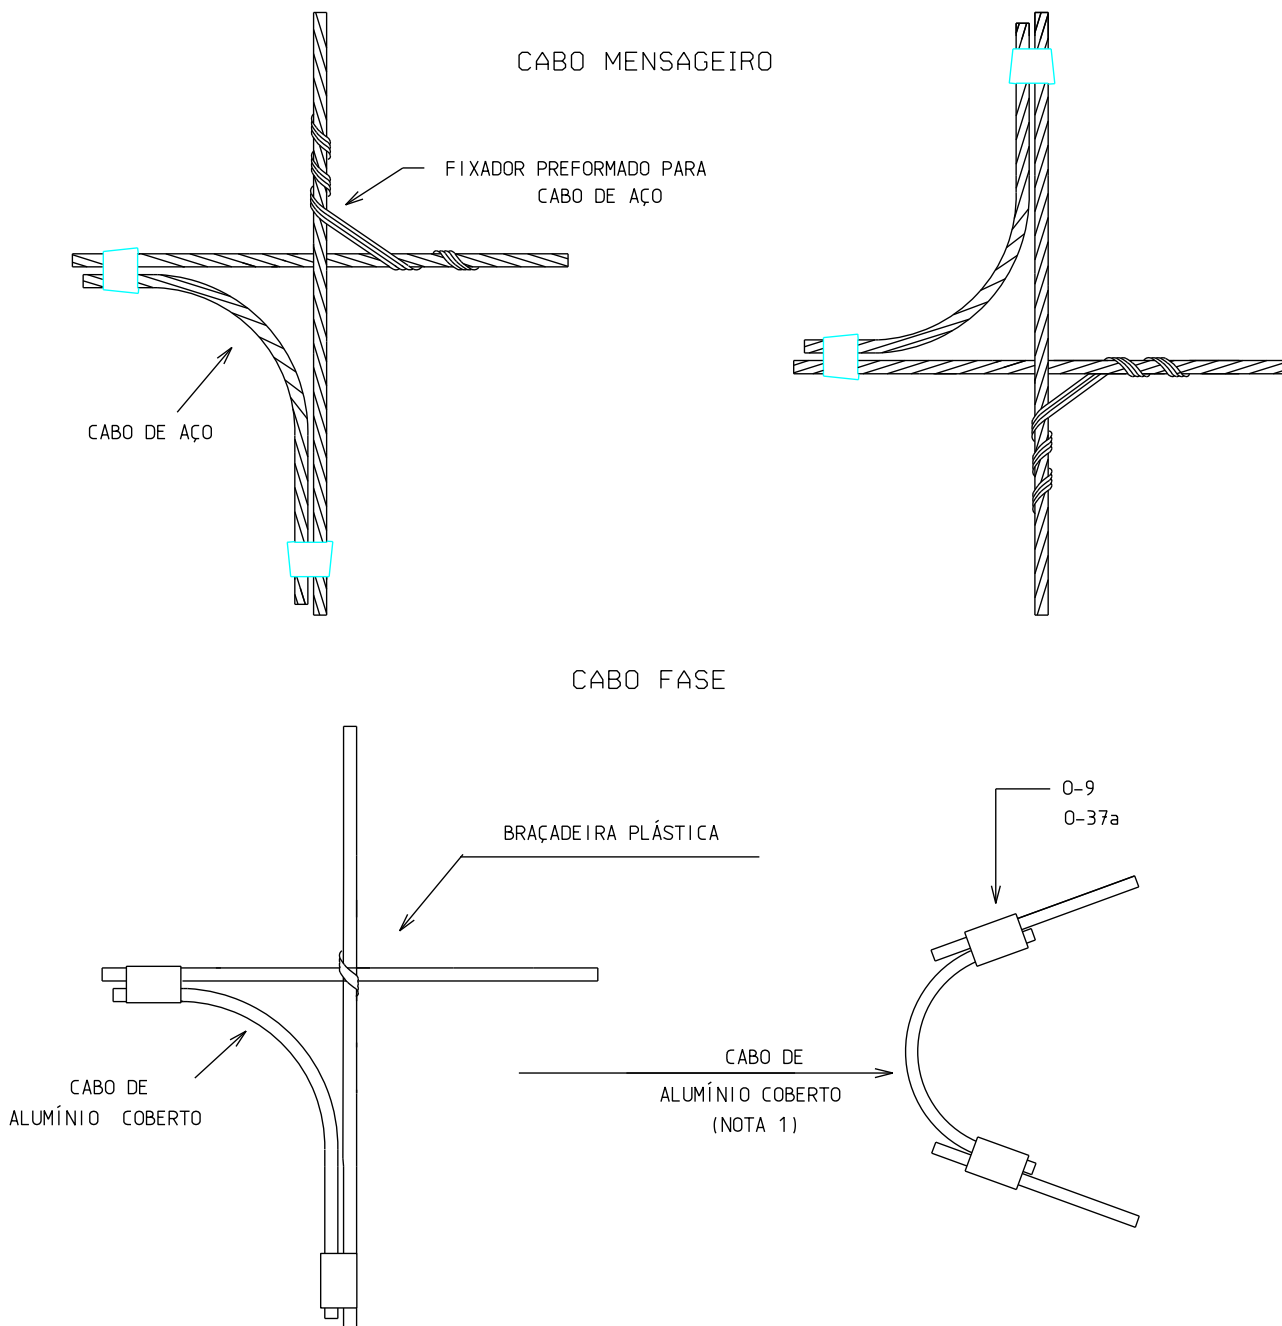 CABO MENSAGEIRO
FIXADOR PREFORMADO PARA
CABO DE AÇO
CABO DE AÇO
CABO FASE
O-9
O-37a
BRAÇADEIRA PLÁSTICA
CABO DE
ALUMÍNIO COBERTO
(NOTA 1)
CABO DE
ALUMÍNIO COBERTO